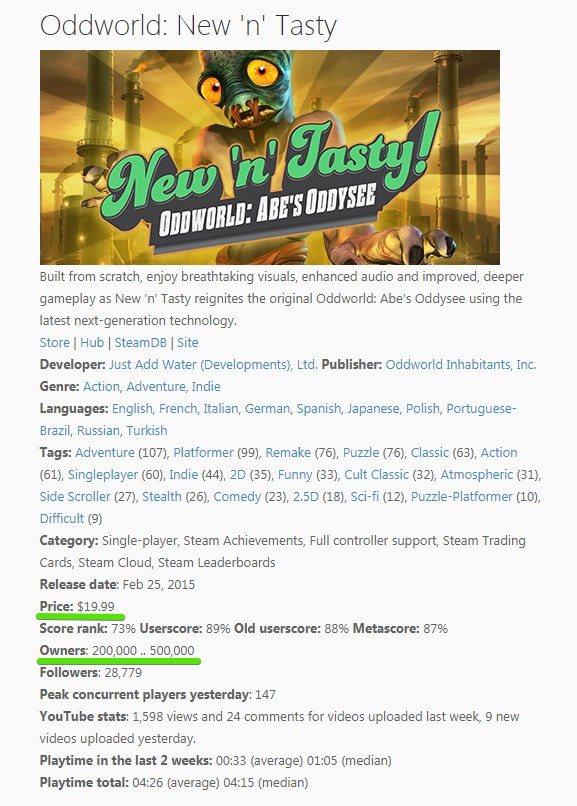 Oddworld: New 'n' Tasty
New 'n' Tasty!
ODDWORLD: ABE'S ODDYSEE
Built from scratch, enjoy breathtaking visuals, enhanced audio and improved, deeper
gameplay as New 'n' Tasty reignites the original Oddworld: Abe's Oddysee using the
latest next-generation technology.
Store | Hub | SteamDB | Site
Developer: Just Add Water (Developments), Ltd. Publisher: Oddworld Inhabitants, Inc.
Genre: Action, Adventure, Indie
Languages: English, French, Italian, German, Spanish, Japanese, Polish, Portuguese-
Brazil, Russian, Turkish
Tags: Adventure (107), Platformer (99), Remake (76), Puzzle (76), Classic (63), Action
(61), Singleplayer (60), Indie (44), 2D (35), Funny (33), Cult Classic (32), Atmospheric (31),
Side Scroller (27), Stealth (26), Comedy (23), 2.5D (18), Sci-fi (12), Puzzle-Platformer (10),
Difficult (9)
Category: Single-player, Steam Achievements, Full controller support, Steam Trading
Cards, Steam Cloud, Steam Leaderboards
Release date: Feb 25, 2015
Price: $19.99
Score rank: 73% Userscore: 89% Old userscore: 88% Metascore: 87%
Owners: 200,000 .. 500,000
Followers: 28,779
Peak concurrent players yesterday: 147
YouTube stats: 1,598 views and 24 comments for videos uploaded last week, 9 new
videos uploaded yesterday.
Playtime in the last 2 weeks: 00:33 (average) 01:05 (median)
Playtime total: 04:26 (average) 04:15 (median)